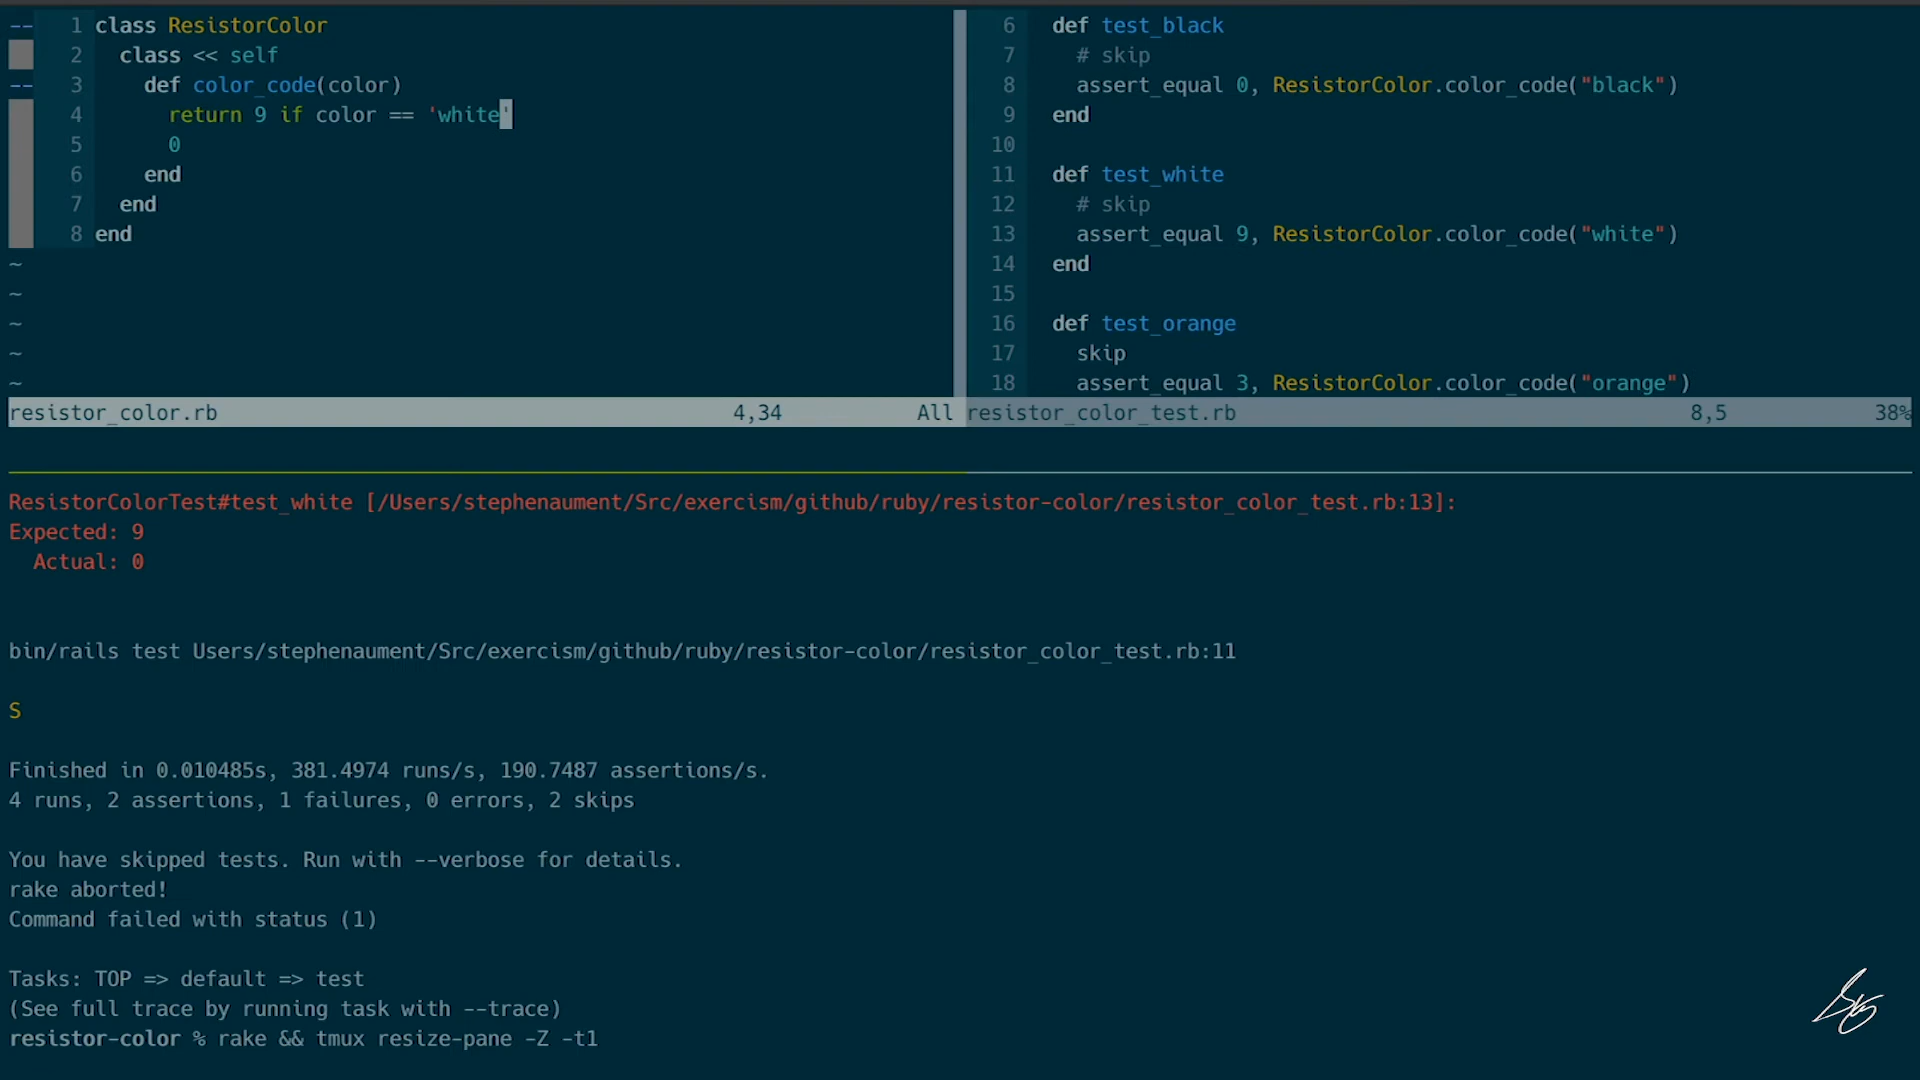 -- 1 class ResistorColor
2   class << self
-- 3     def color_code(color)
4       return 9 if color == 'white'
5       0
6     end
7   end
8 end
~
~
~
~
~
resistor_color.rb 4,34 All
6   def test_black
7     # skip
8     assert_equal 0, ResistorColor.color_code("black")
9   end
10
11   def test_white
12     # skip
13     assert_equal 9, ResistorColor.color_code("white")
14   end
15
16   def test_orange
17     skip
18     assert_equal 3, ResistorColor.color_code("orange")
resistor_color_test.rb 8,5 38%
ResistorColorTest#test_white [/Users/stephenaument/Src/exercism/github/ruby/resistor-color/resistor_color_test.rb:13]:
Expected: 9
  Actual: 0
bin/rails test Users/stephenaument/Src/exercism/github/ruby/resistor-color/resistor_color_test.rb:11
S
Finished in 0.010485s, 381.4974 runs/s, 190.7487 assertions/s.
4 runs, 2 assertions, 1 failures, 0 errors, 2 skips
You have skipped tests. Run with --verbose for details.
rake aborted!
Command failed with status (1)
Tasks: TOP => default => test
(See full trace by running task with --trace)
resistor-color % rake && tmux resize-pane -Z -t1